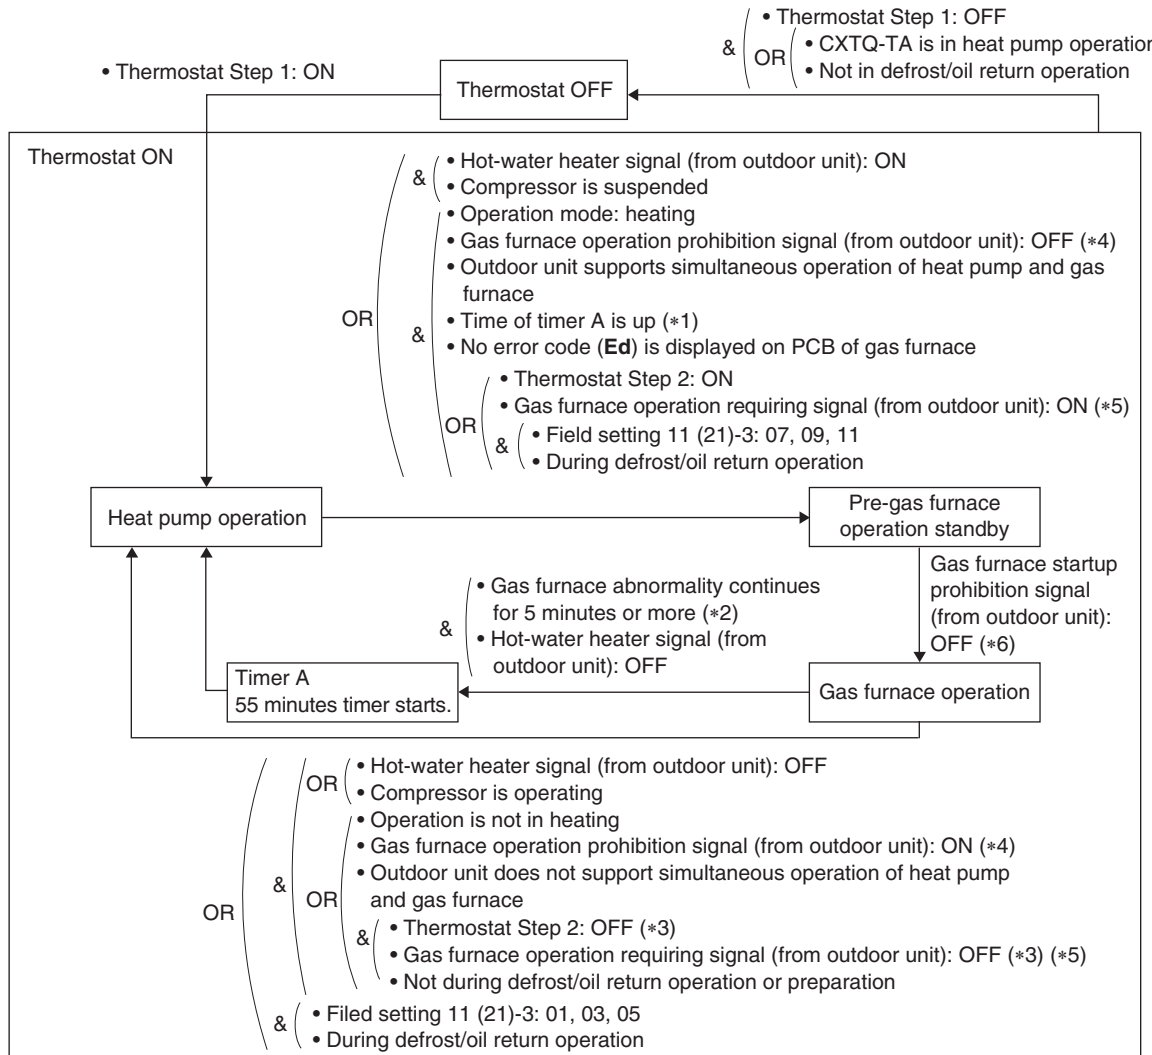 • Thermostat Step 1: OFF
&
OR
• CXTQ-TA is in heat pump operation
• Not in defrost/oil return operation
• Thermostat Step 1: ON
Thermostat OFF
Thermostat ON
OR
&
• Hot-water heater signal (from outdoor unit): ON
• Compressor is suspended
&
• Operation mode: heating
• Gas furnace operation prohibition signal (from outdoor unit): OFF (*4)
• Outdoor unit supports simultaneous operation of heat pump and gas
furnace
• Time of timer A is up (*1)
• No error code (Ed) is displayed on PCB of gas furnace
OR
• Thermostat Step 2: ON
• Gas furnace operation requiring signal (from outdoor unit): ON (*5)
&
• Field setting 11 (21)-3: 07, 09, 11
• During defrost/oil return operation
Heat pump operation
Pre-gas furnace
operation standby
Gas furnace startup
prohibition signal
(from outdoor unit):
OFF (*6)
&
• Gas furnace abnormality continues
for 5 minutes or more (*2)
• Hot-water heater signal (from
outdoor unit): OFF
Timer A
55 minutes timer starts.
Gas furnace operation
OR
&
OR
• Hot-water heater signal (from outdoor unit): OFF
• Compressor is operating
OR
• Operation is not in heating
• Gas furnace operation prohibition signal (from outdoor unit): ON (*4)
• Outdoor unit does not support simultaneous operation of heat pump
and gas furnace
&
• Thermostat Step 2: OFF (*3)
• Gas furnace operation requiring signal (from outdoor unit): OFF (*3) (*5)
• Not during defrost/oil return operation or preparation
&
• Filed setting 11 (21)-3: 01, 03, 05
• During defrost/oil return operation